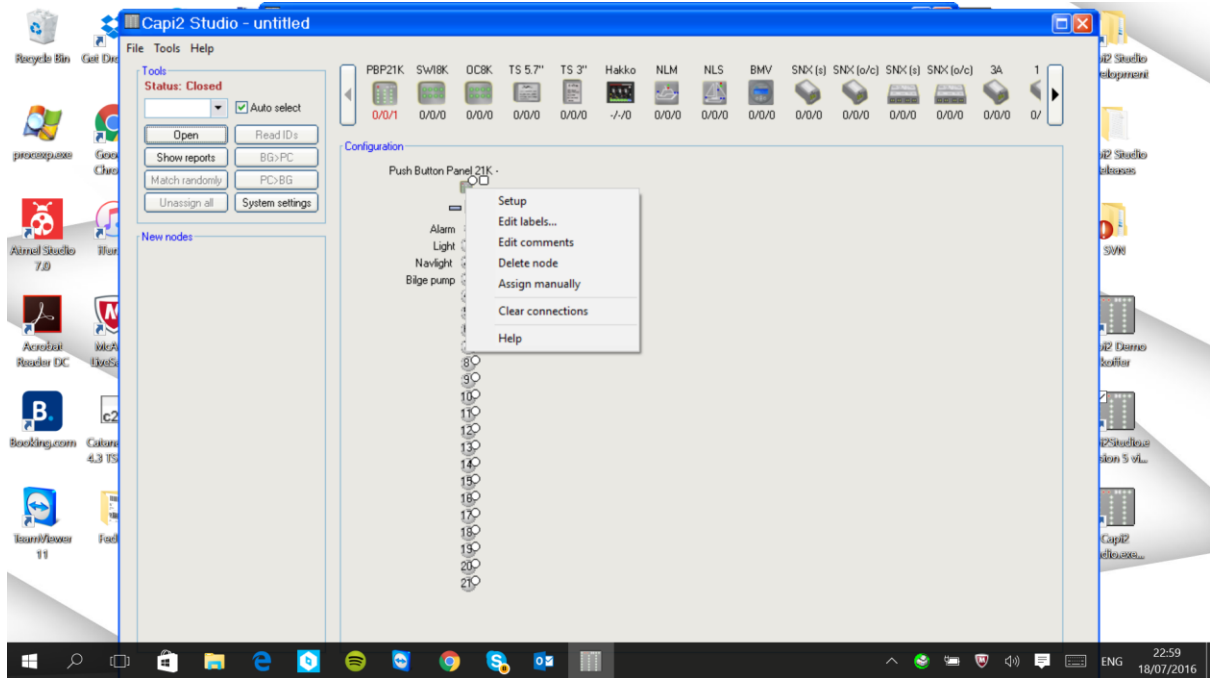 Capi2 Studio - untitled
File Tools Help
Tools
Status: Closed
Auto select
Open
Read IDs
Show reports
BG>PC
Match randomly
PC>BG
Unassign all
System settings
New nodes
PBP21K SWI8K OC8K TS 5.7" TS 3" Hakko NLM NLS BMV SNX (s) SNX (o/c) SNX (s) SNX (o/c) 3A 1
0/0/1 0/0/0 0/0/0 0/0/0 0/0/0 -/-/0 0/0/0 0/0/0 0/0/0 0/0/0 0/0/0 0/0/0 0/0/0 0/0/0 0/
Configuration
Push Button Panel 21K -
Setup
Edit labels...
Edit comments
Delete node
Assign manually
Clear connections
Help
Alarm
Light
Navlight
Bilge pump
8
9
10
11
12
13
14
15
16
17
18
19
20
21
Recycle Bin
procexp.exe
Atmel Studio
7.0
Acrobat
Reader DC
Booking.com
TeamViewer
11
B.
c2
4.3
SVN
Capi2
ENG
22:59
18/07/2016